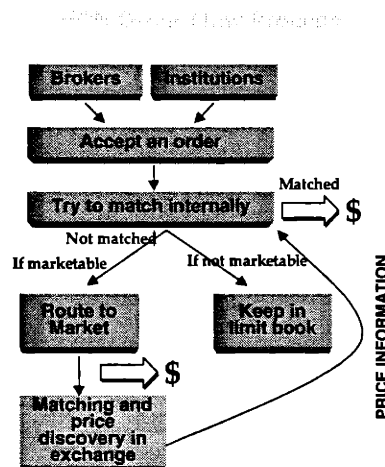 Brokers
Institutions
Accept an order
Try to match internally
Matched
$
Not matched
If marketable
If not marketable
Route to
Market
Keep in
limit book
$
Matching and
price
discovery in
exchange
PRICE INFORMATION